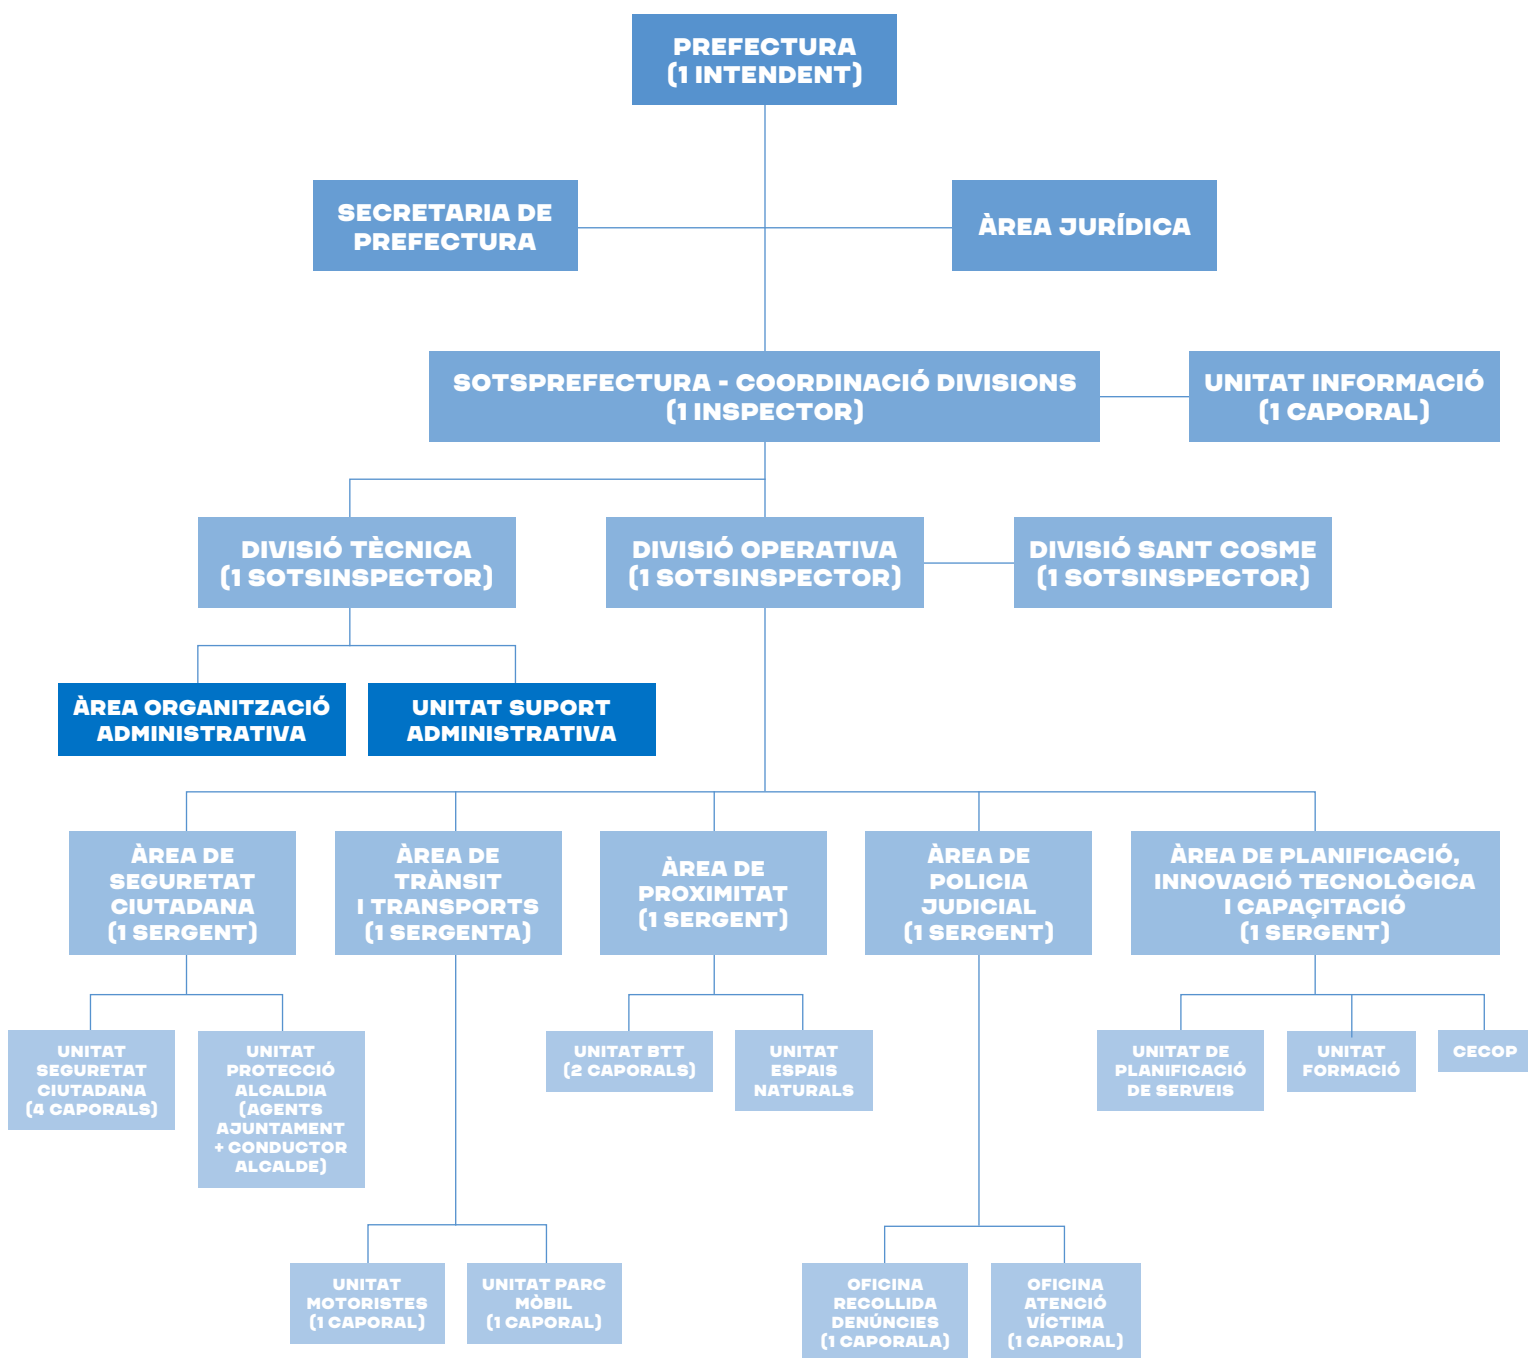 PREFECTURA
(1 INTENDENT)
SECRETARIA DE
PREFECTURA
ÀREA JURÍDICA
SOTSPREFECTURA - COORDINACIÓ DIVISIONS
(1 INSPECTOR)
UNITAT INFORMACIÓ
(1 CAPORAL)
DIVISIÓ TÈCNICA
(1 SOTSINSPECTOR)
DIVISIÓ OPERATIVA
(1 SOTSINSPECTOR)
DIVISIÓ SANT COSME
(1 SOTSINSPECTOR)
ÀREA ORGANITZACIÓ
ADMINISTRATIVA
UNITAT SUPORT
ADMINISTRATIVA
ÀREA DE
SEGURETAT
CIUTADANA
(1 SERGENT)
ÀREA DE
TRÀNSIT
I TRANSPORTS
(1 SERGENTA)
ÀREA DE
PROXIMITAT
(1 SERGENT)
ÀREA DE
POLICIA
JUDICIAL
(1 SERGENT)
ÀREA DE PLANIFICACIÓ,
INNOVACIÓ TECNOLÒGICA
I CAPAÇITACIÓ
(1 SERGENT)
UNITAT
SEGURETAT
CIUTADANA
(4 CAPORALS)
UNITAT
PROTECCIÓ
ALCALDIA
(AGENTS
AJUNTAMENT
+ CONDUCTOR
ALCALDE)
UNITAT BTT
(2 CAPORALS)
UNITAT
ESPAIS
NATURALS
UNITAT DE
PLANIFICACIÓ
DE SERVEIS
UNITAT
FORMACIÓ
CECOP
UNITAT
MOTORISTES
(1 CAPORAL)
UNITAT PARC
MÒBIL
(1 CAPORAL)
OFICINA
RECOLLIDA
DENÚNCIES
(1 CAPORALA)
OFICINA
ATENCIÓ
VÍCTIMA
(1 CAPORAL)